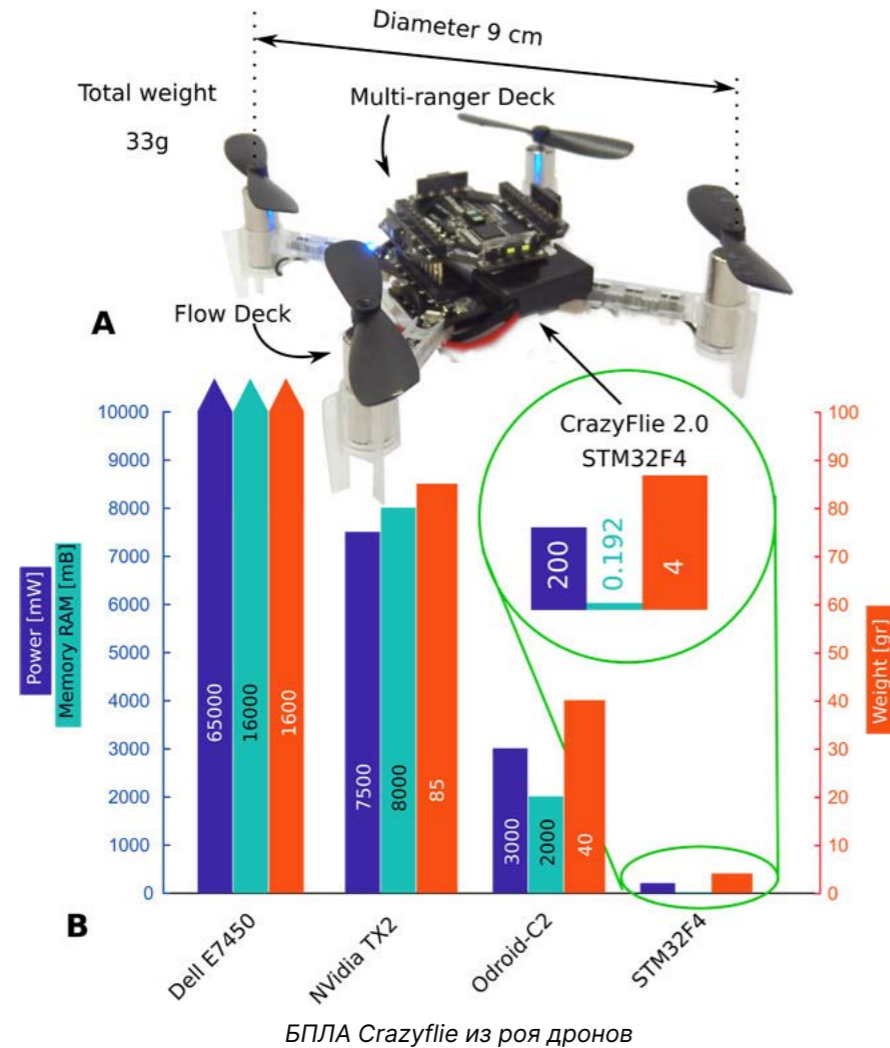 Diameter 9 cm
Total weight
33g
Multi-ranger Deck
Flow Deck
A
CrazyFlie 2.0
STM32F4
200
0.192
4
Power [mW]
Memory RAM [mB]
10000
9000
8000
7000
6000
5000
4000
3000
2000
1000
0
65000
16000
1600
7500
8000
85
3000
2000
40
100
90
80
70
60
50
40
30
20
10
0
Weight [gr]
B
Dell E7450
NVidia TX2
Odroid-C2
STM32F4
БПЛА Crazyflie из роя дронов